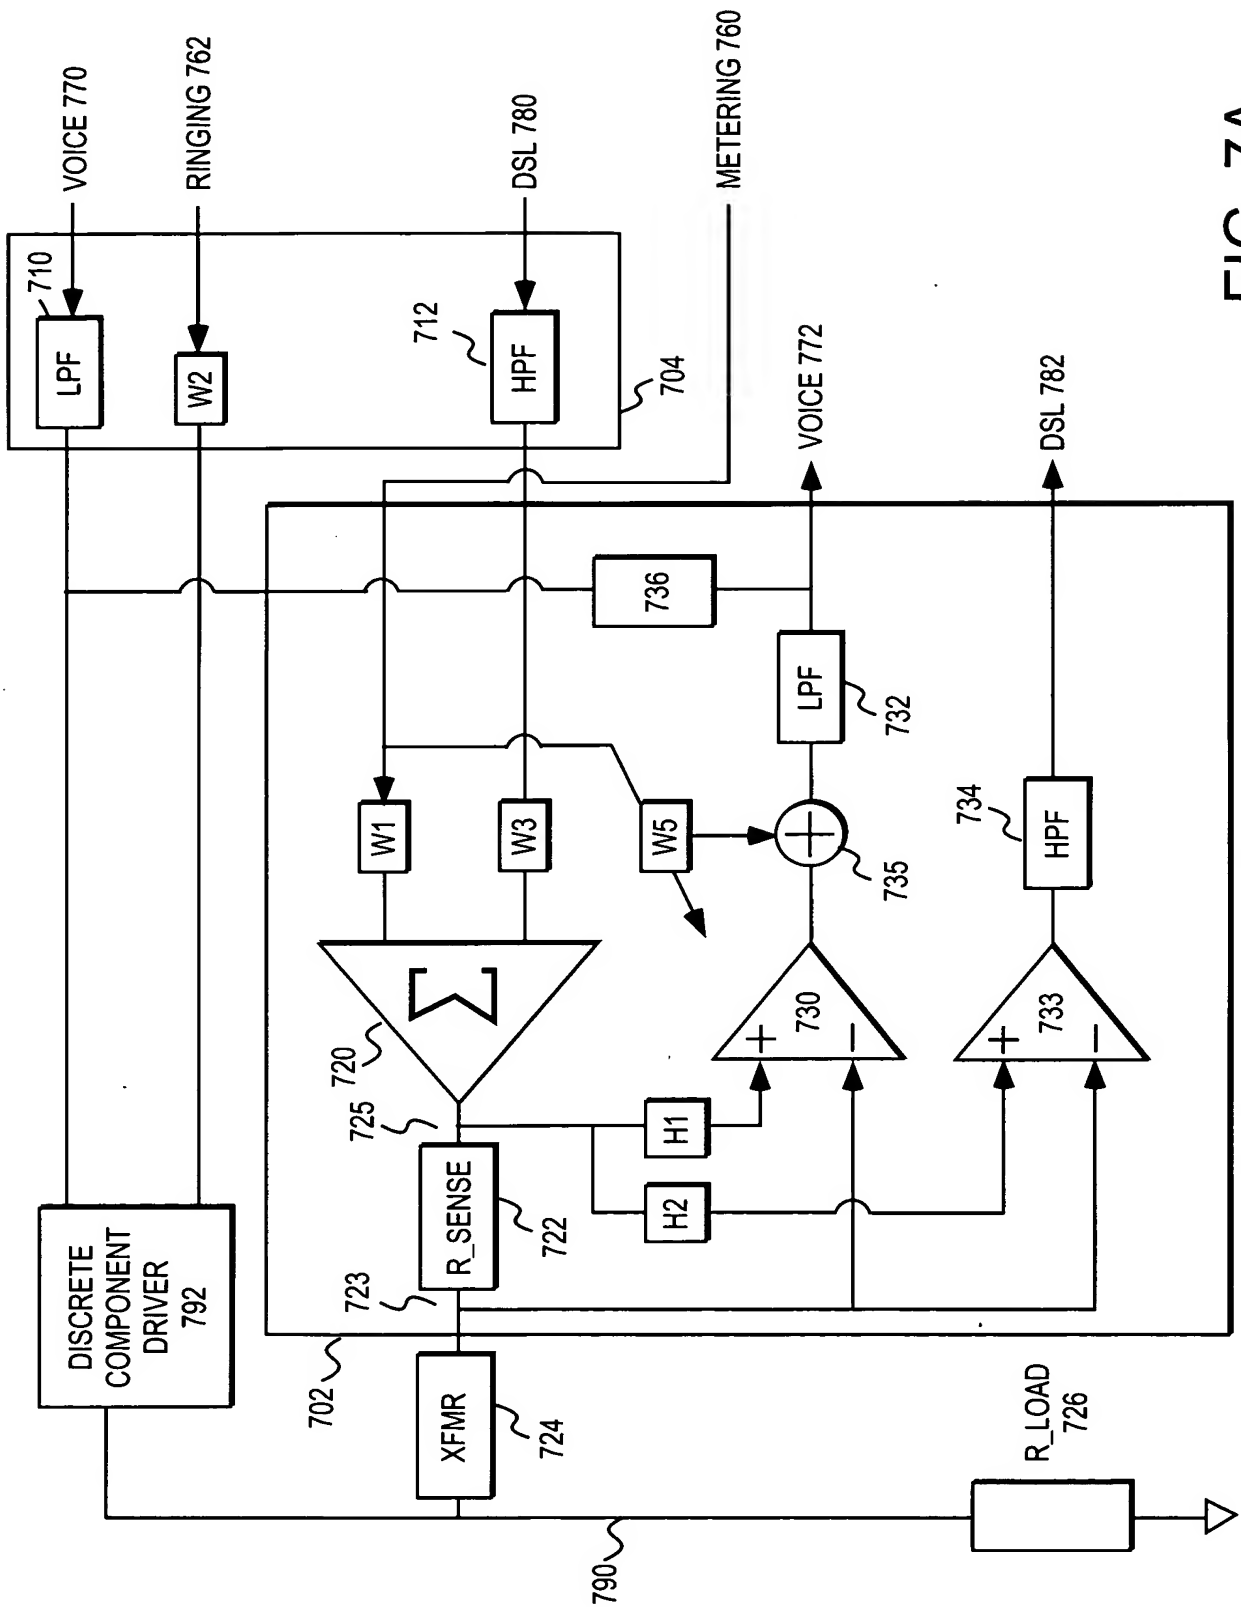 VOICE 770
RINGING 762
DSL 780
METERING 760
710
LPF
W2
712
HPF
704
VOICE 772
DSL 782
736
LPF
732
W1
W3
W5
735
734
HPF
Σ
720
725
+
730
–
+
733
–
H1
H2
R_SENSE
722
723
702
DISCRETE
COMPONENT
DRIVER
792
XFMR
724
R_LOAD
726
790
FIG. 7A